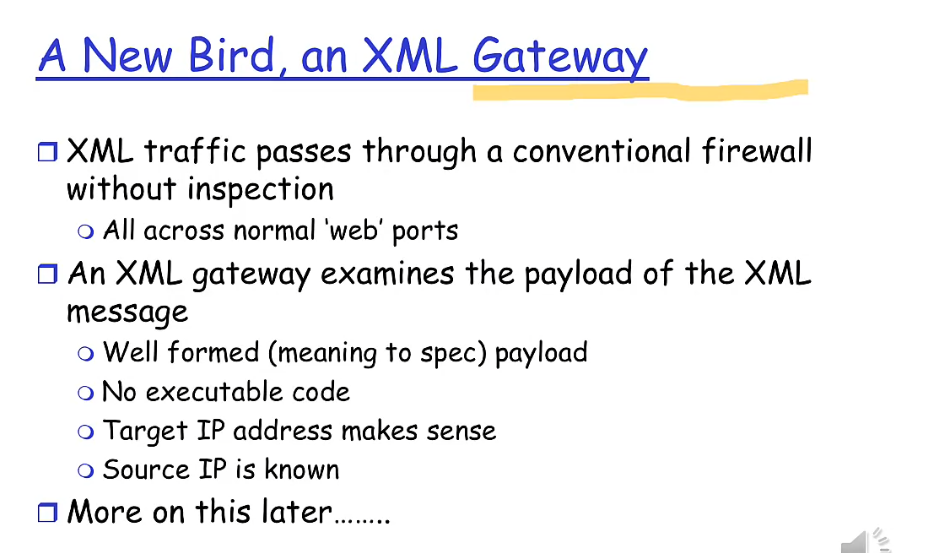 A New Bird, an XML Gateway
XML traffic passes through a conventional firewall
without inspection
All across normal 'web' ports
An XML gateway examines the payload of the XML
message
Well formed (meaning to spec) payload
No executable code
Target IP address makes sense
Source IP is known
More on this later……..